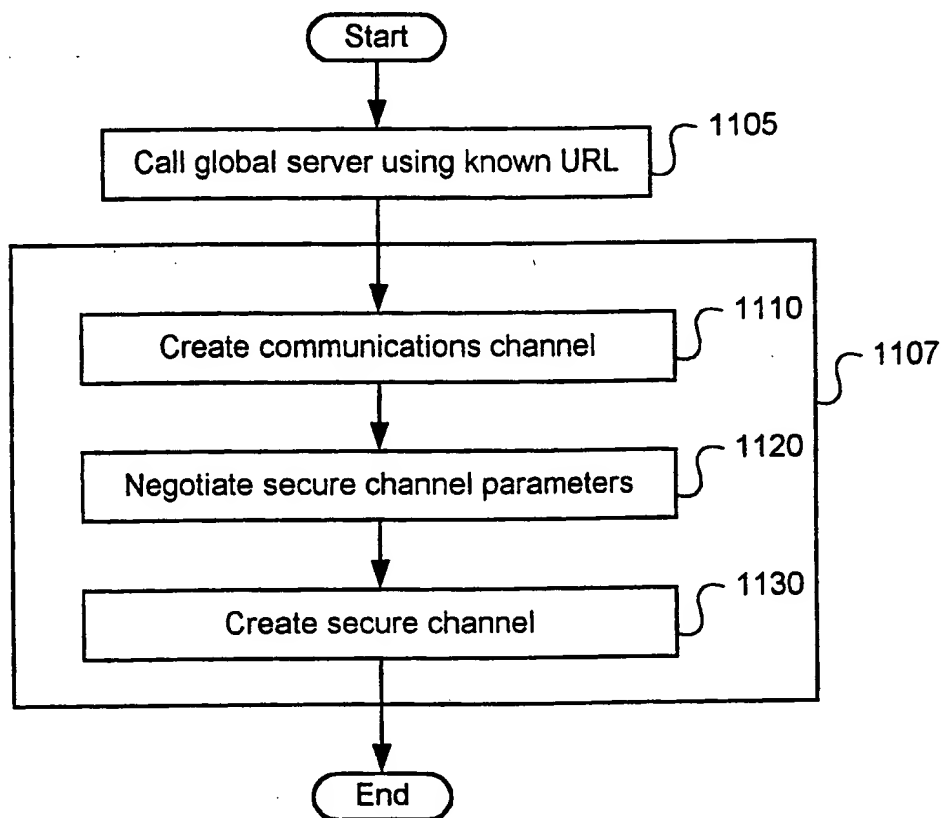 Start
Call global server using known URL
1105
Create communications channel
1110
1107
Negotiate secure channel parameters
1120
Create secure channel
1130
End